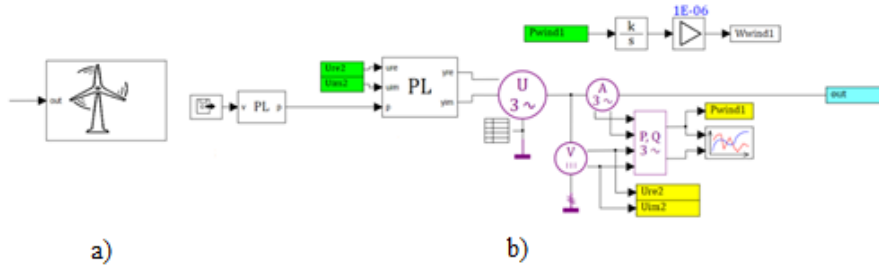 1E-06
Pwind1
k
s
Wwind1
out
v PL p
Ure2
Uim2
ure
uim
p
PL
yre
yim
U
3 ~
A
3 ~
out
P, Q
3 ~
Pwind1
V
Ure2
Uim2
a)
b)